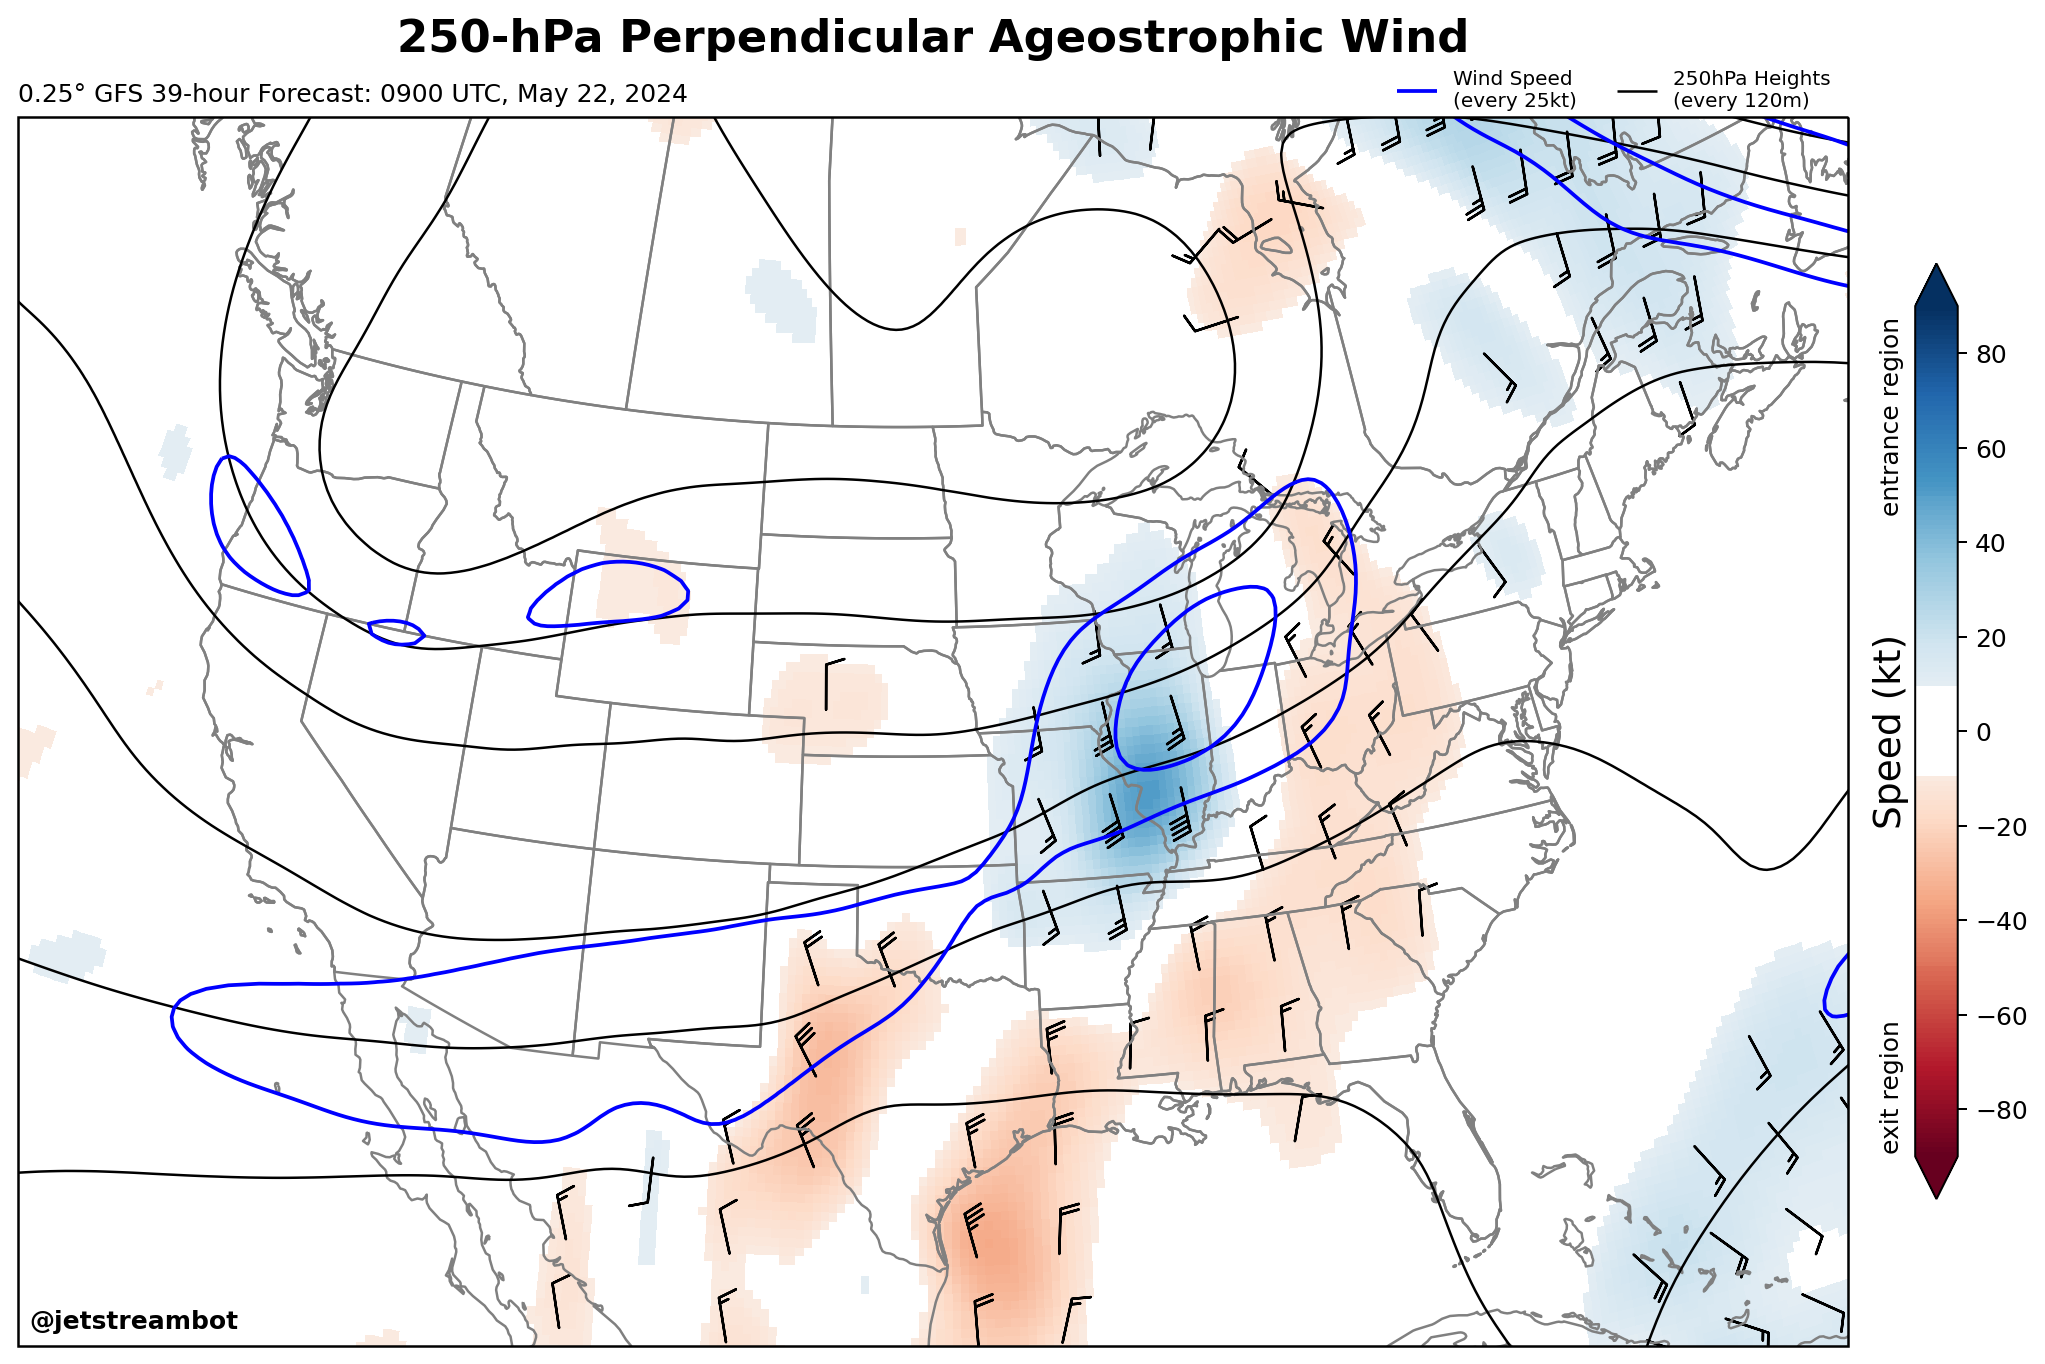 250-hPa Perpendicular Ageostrophic Wind
0.25° GFS 39-hour Forecast: 0900 UTC, May 22, 2024
Wind Speed
(every 25kt)
250hPa Heights
(every 120m)
entrance region
exit region
Speed (kt)
80
60
40
20
0
−20
−40
−60
−80
@jetstreambot